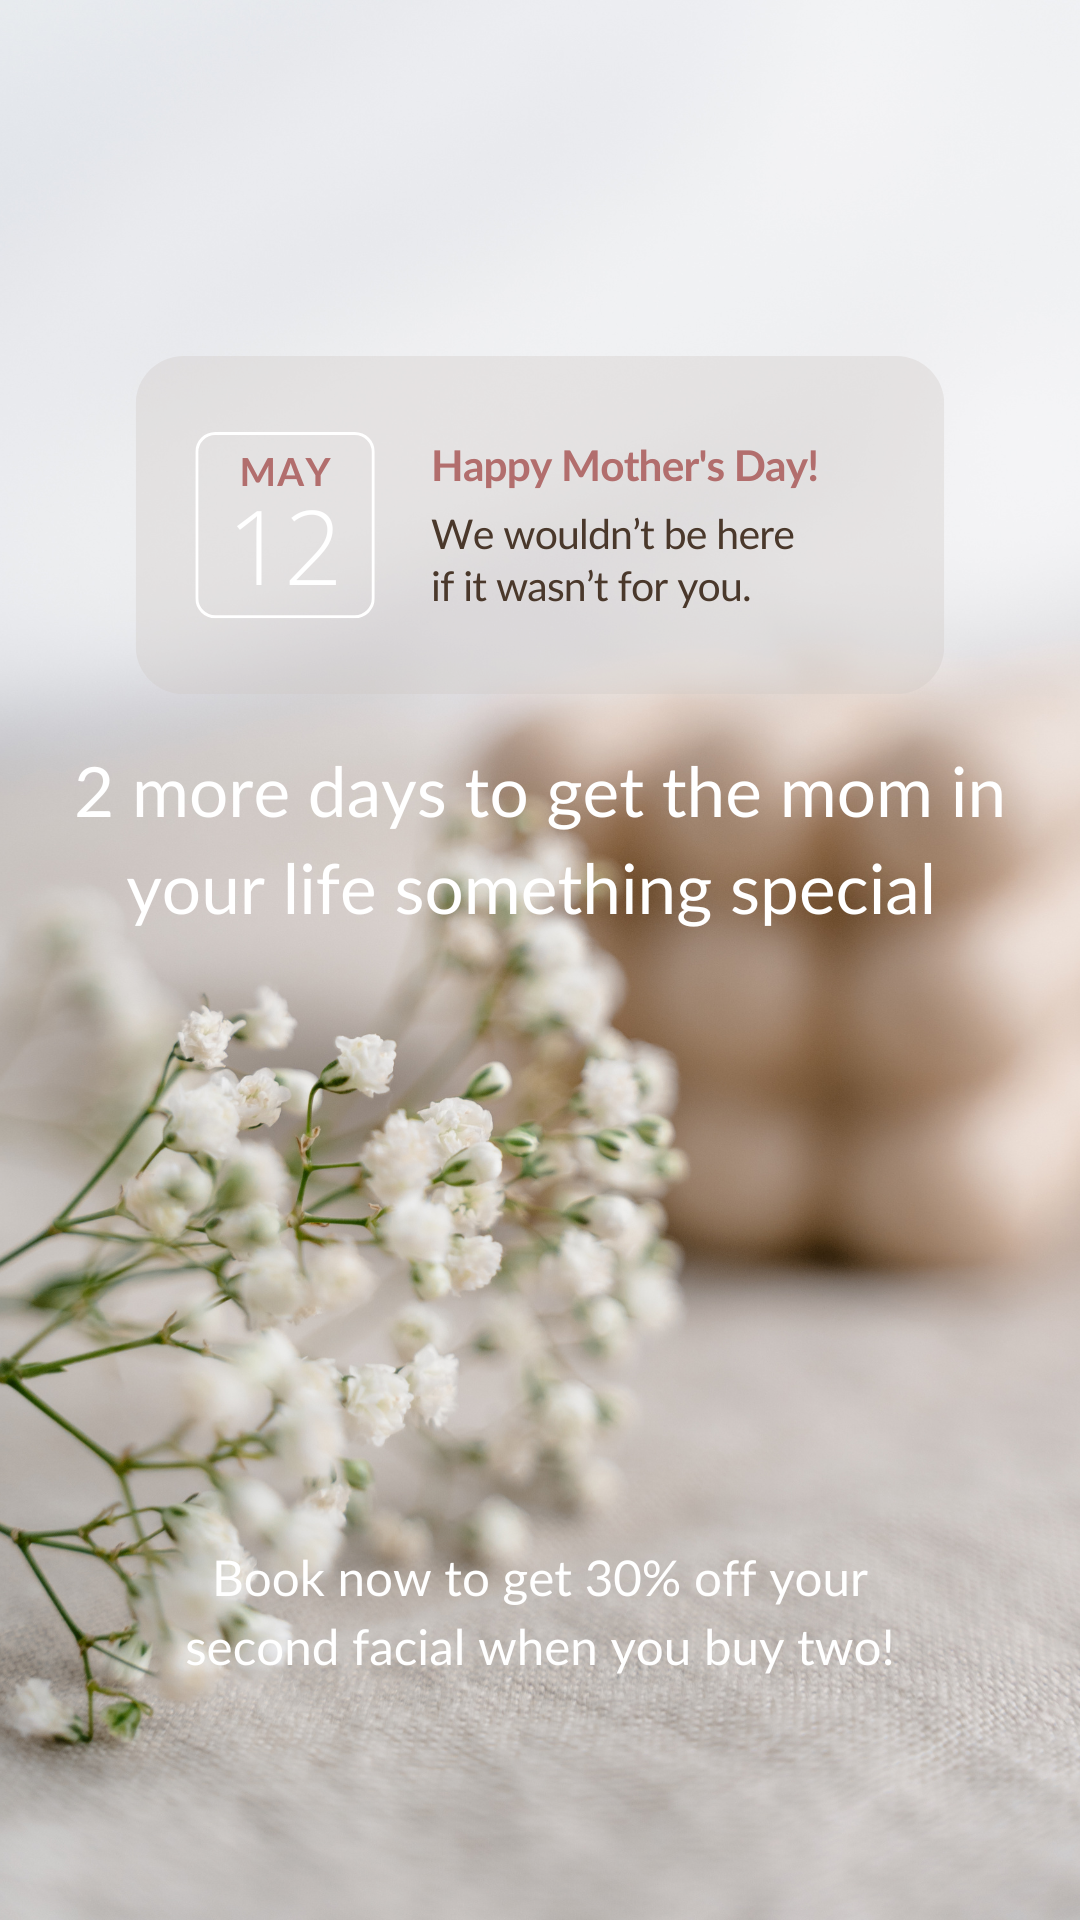 MAY
12
Happy Mother's Day!
We wouldn’t be here
if it wasn’t for you.
2 more days to get the mom in
your life something special
Book now to get 30% off your
second facial when you buy two!